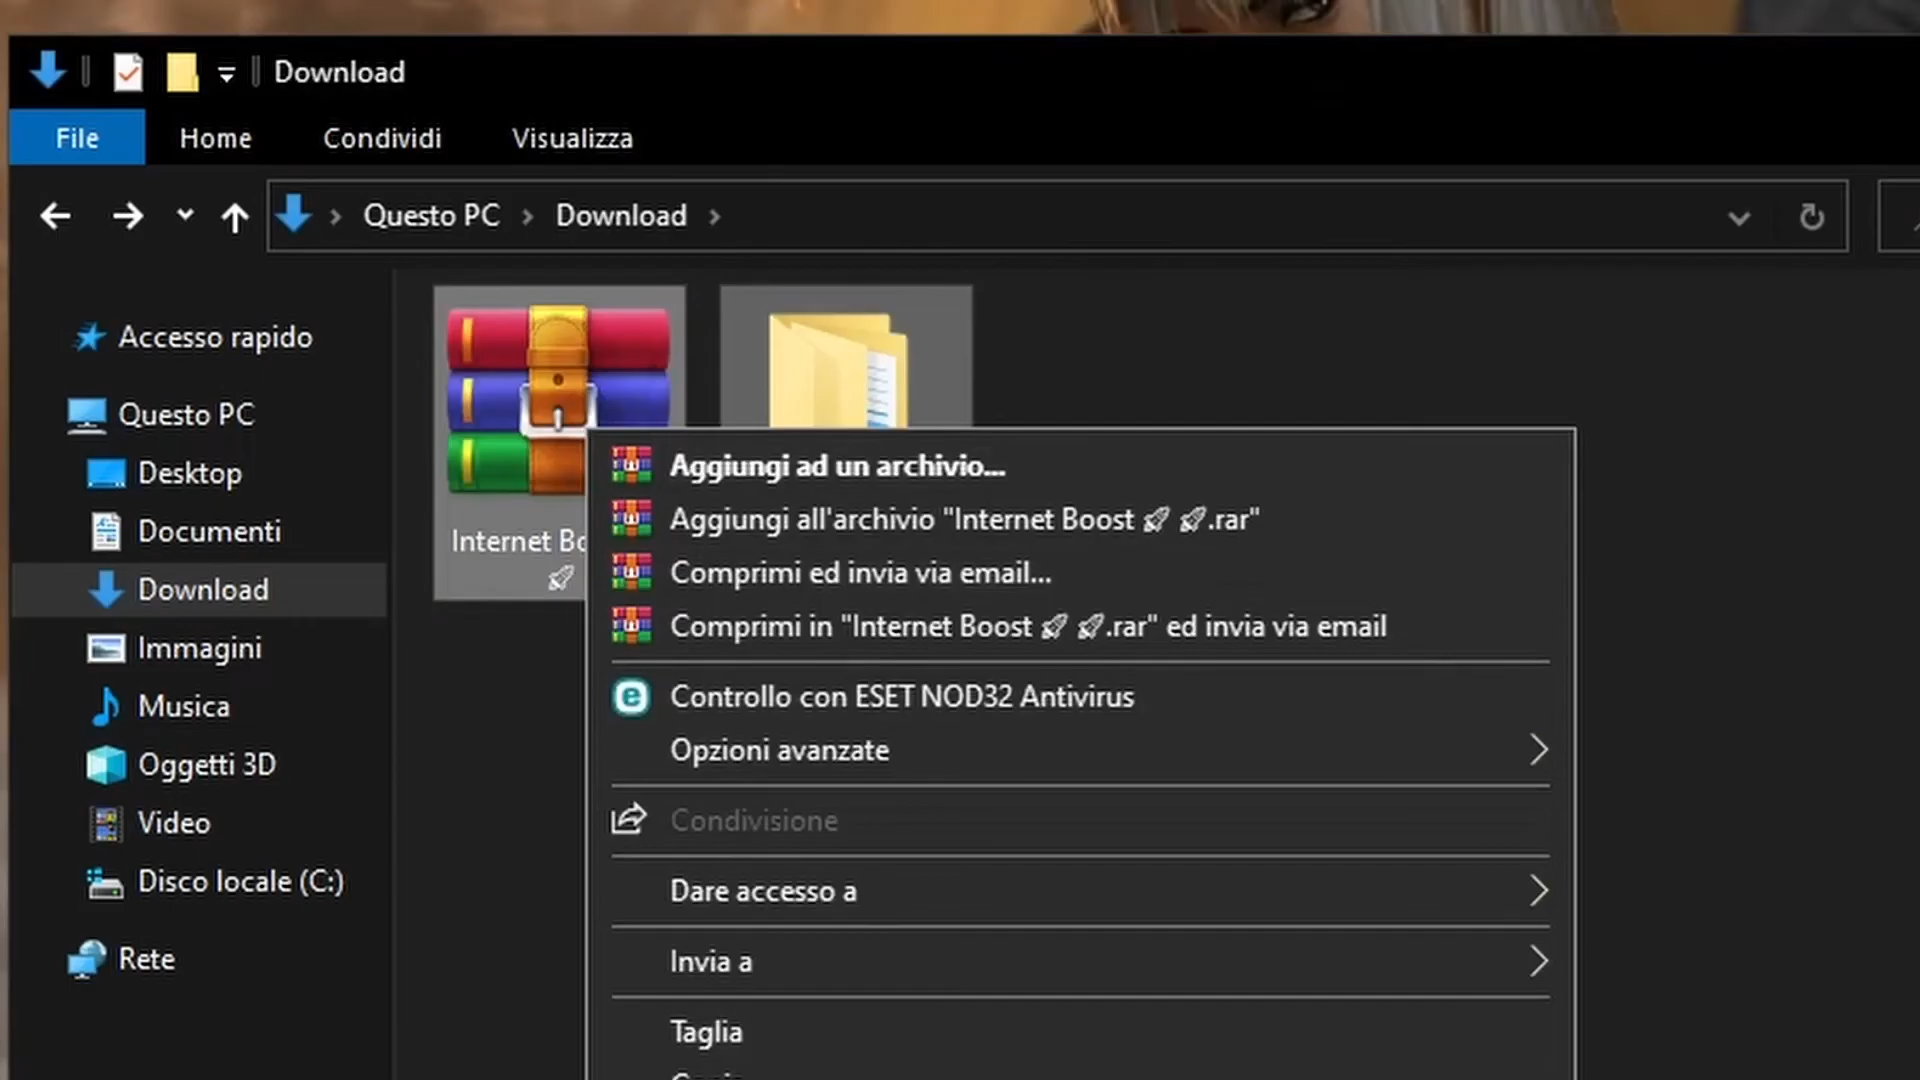 Download
File Home Condividi Visualizza
Questo PC Download
Accesso rapido
Questo PC
Desktop
Documenti
Download
Immagini
Musica
Oggetti 3D
Video
Disco locale (C:)
Rete
Internet
Aggiungi ad un archivio...
Aggiungi all'archivio "Internet Boost 🚀 🚀.rar"
Comprimi ed invia via email...
Comprimi in "Internet Boost 🚀 🚀.rar" ed invia via email
Controllo con ESET NOD32 Antivirus
Opzioni avanzate
Condivisione
Dare accesso a
Invia a
Taglia